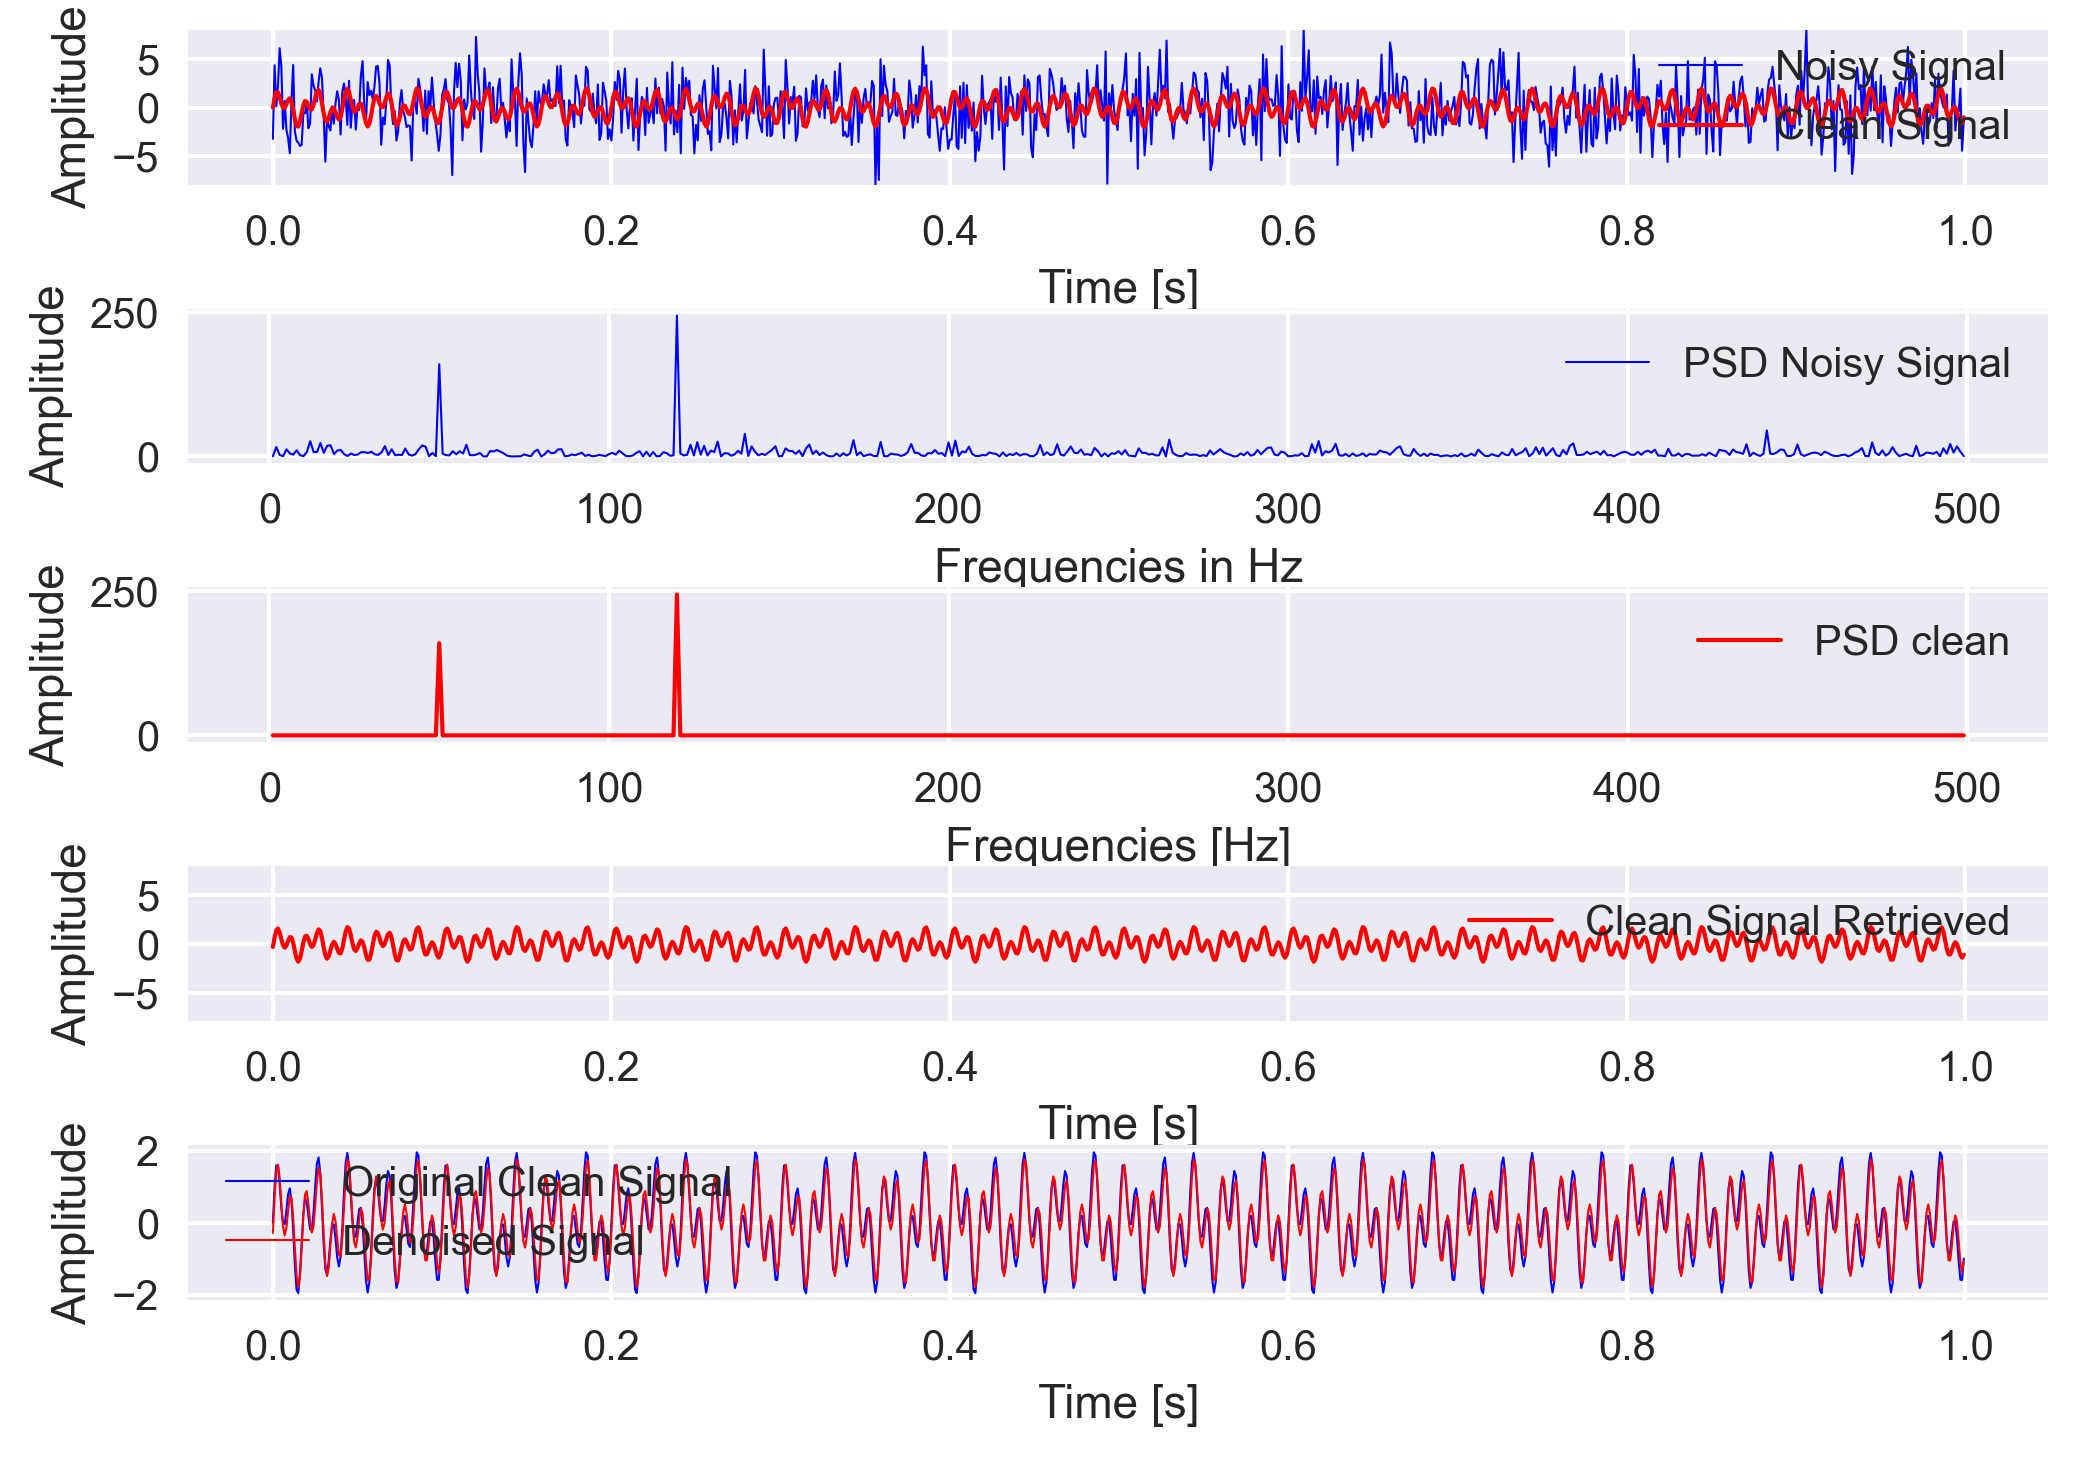 Amplitude
5
0
−5
Noisy Signal
Clean Signal
0.0 0.2 0.4 0.6 0.8 1.0
Time [s]
Amplitude
250
0
PSD Noisy Signal
0 100 200 300 400 500
Frequencies in Hz
Amplitude
250
0
PSD clean
0 100 200 300 400 500
Frequencies [Hz]
Amplitude
5
0
−5
Clean Signal Retrieved
0.0 0.2 0.4 0.6 0.8 1.0
Time [s]
Amplitude
2
0
−2
Original Clean Signal
Denoised Signal
0.0 0.2 0.4 0.6 0.8 1.0
Time [s]